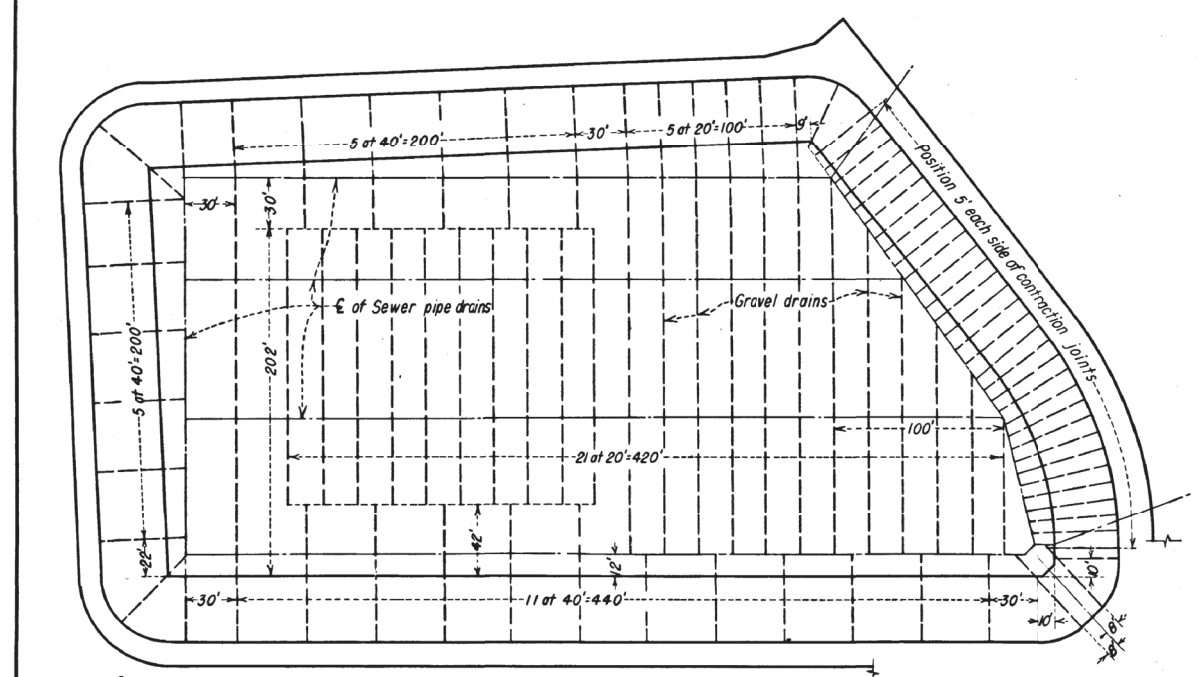 5 at 40'=200'
30'
5 at 20'=100'
9'
Position 5' each side of contraction joints
30'
30'
℄ of Sewer pipe drains
Gravel drains
5 at 40'=200'
202'
100'
21 at 20'=420'
42'
22'
12'
10'
30'
11 at 40'=440'
30'
10'
8'
8'